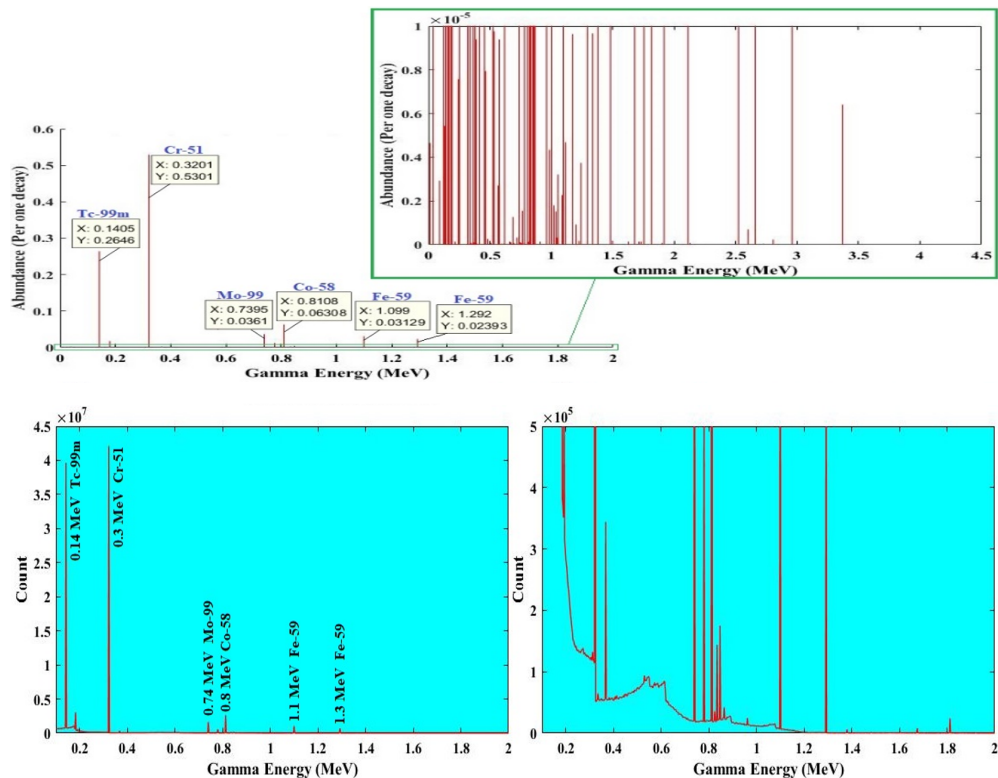 ×10⁻⁵
1
0.8
0.6
0.4
0.2
0
Abundance (Per one decay)
0 0.5 1 1.5 2 2.5 3 3.5 4 4.5
Gamma Energy (MeV)
0.6
0.5
0.4
0.3
0.2
0.1
0
Abundance (Per one decay)
Cr-51
X: 0.3201
Y: 0.5301
Tc-99m
X: 0.1405
Y: 0.2646
Mo-99
X: 0.7395
Y: 0.0361
Co-58
X: 0.8108
Y: 0.06308
Fe-59
X: 1.099
Y: 0.03129
Fe-59
X: 1.292
Y: 0.02393
0 0.2 0.4 0.6 0.8 1 1.2 1.4 1.6 1.8 2
Gamma Energy (MeV)
×10⁷
4.5
4
3.5
3
2.5
2
1.5
1
0.5
0
Count
0.14 MeV Tc-99m
0.3 MeV Cr-51
0.74 MeV Mo-99
0.8 MeV Co-58
1.1 MeV Fe-59
1.3 MeV Fe-59
0.2 0.4 0.6 0.8 1 1.2 1.4 1.6 1.8 2
Gamma Energy (MeV)
×10⁵
5
4
3
2
1
0
Count
0.2 0.4 0.6 0.8 1 1.2 1.4 1.6 1.8 2
Gamma Energy (MeV)